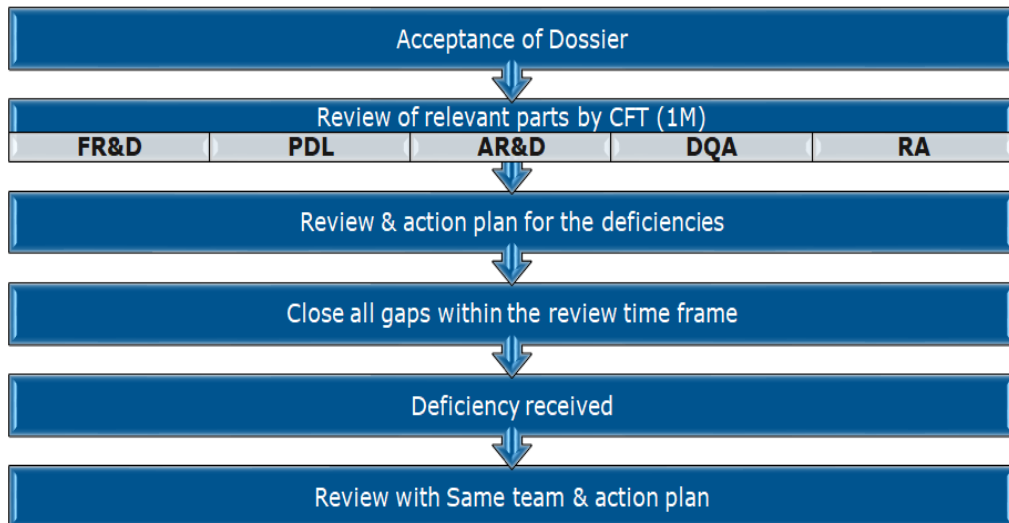 Acceptance of Dossier
Review of relevant parts by CFT (1M)
FR&D PDL AR&D DQA RA
Review & action plan for the deficiencies
Close all gaps within the review time frame
Deficiency received
Review with Same team & action plan